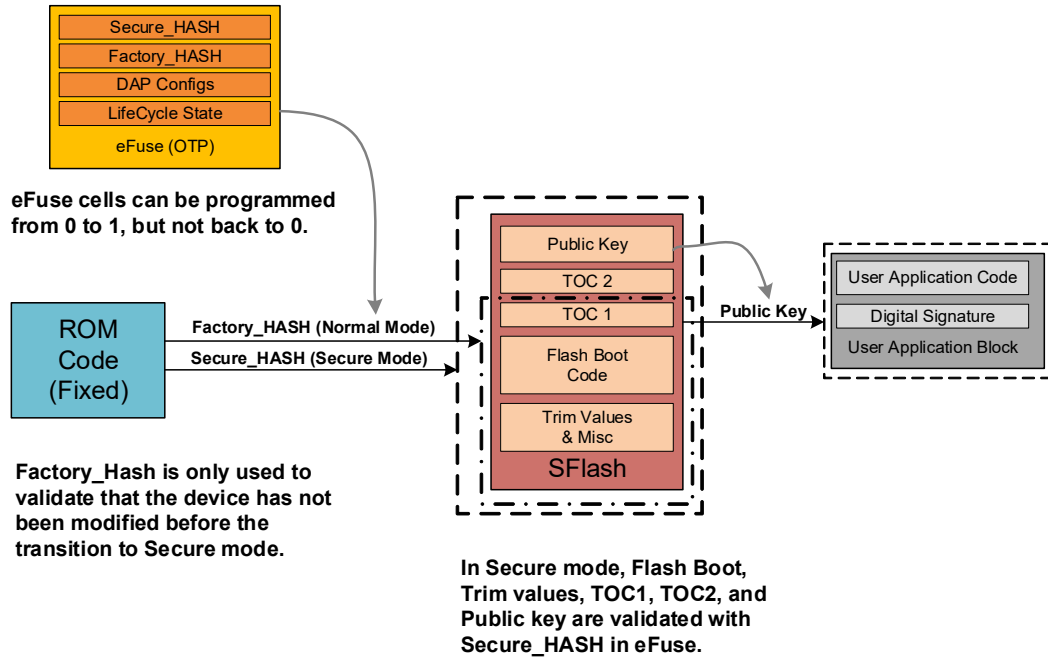 Secure_HASH
Factory_HASH
DAP Configs
LifeCycle State
eFuse (OTP)
eFuse cells can be programmed
from 0 to 1, but not back to 0.
ROM
Code
(Fixed)
Factory_HASH (Normal Mode)
Secure_HASH (Secure Mode)
Factory_Hash is only used to
validate that the device has not
been modified before the
transition to Secure mode.
Public Key
TOC 2
TOC 1
Flash Boot
Code
Trim Values
& Misc
SFlash
Public Key
User Application Code
Digital Signature
User Application Block
In Secure mode, Flash Boot,
Trim values, TOC1, TOC2, and
Public key are validated with
Secure_HASH in eFuse.